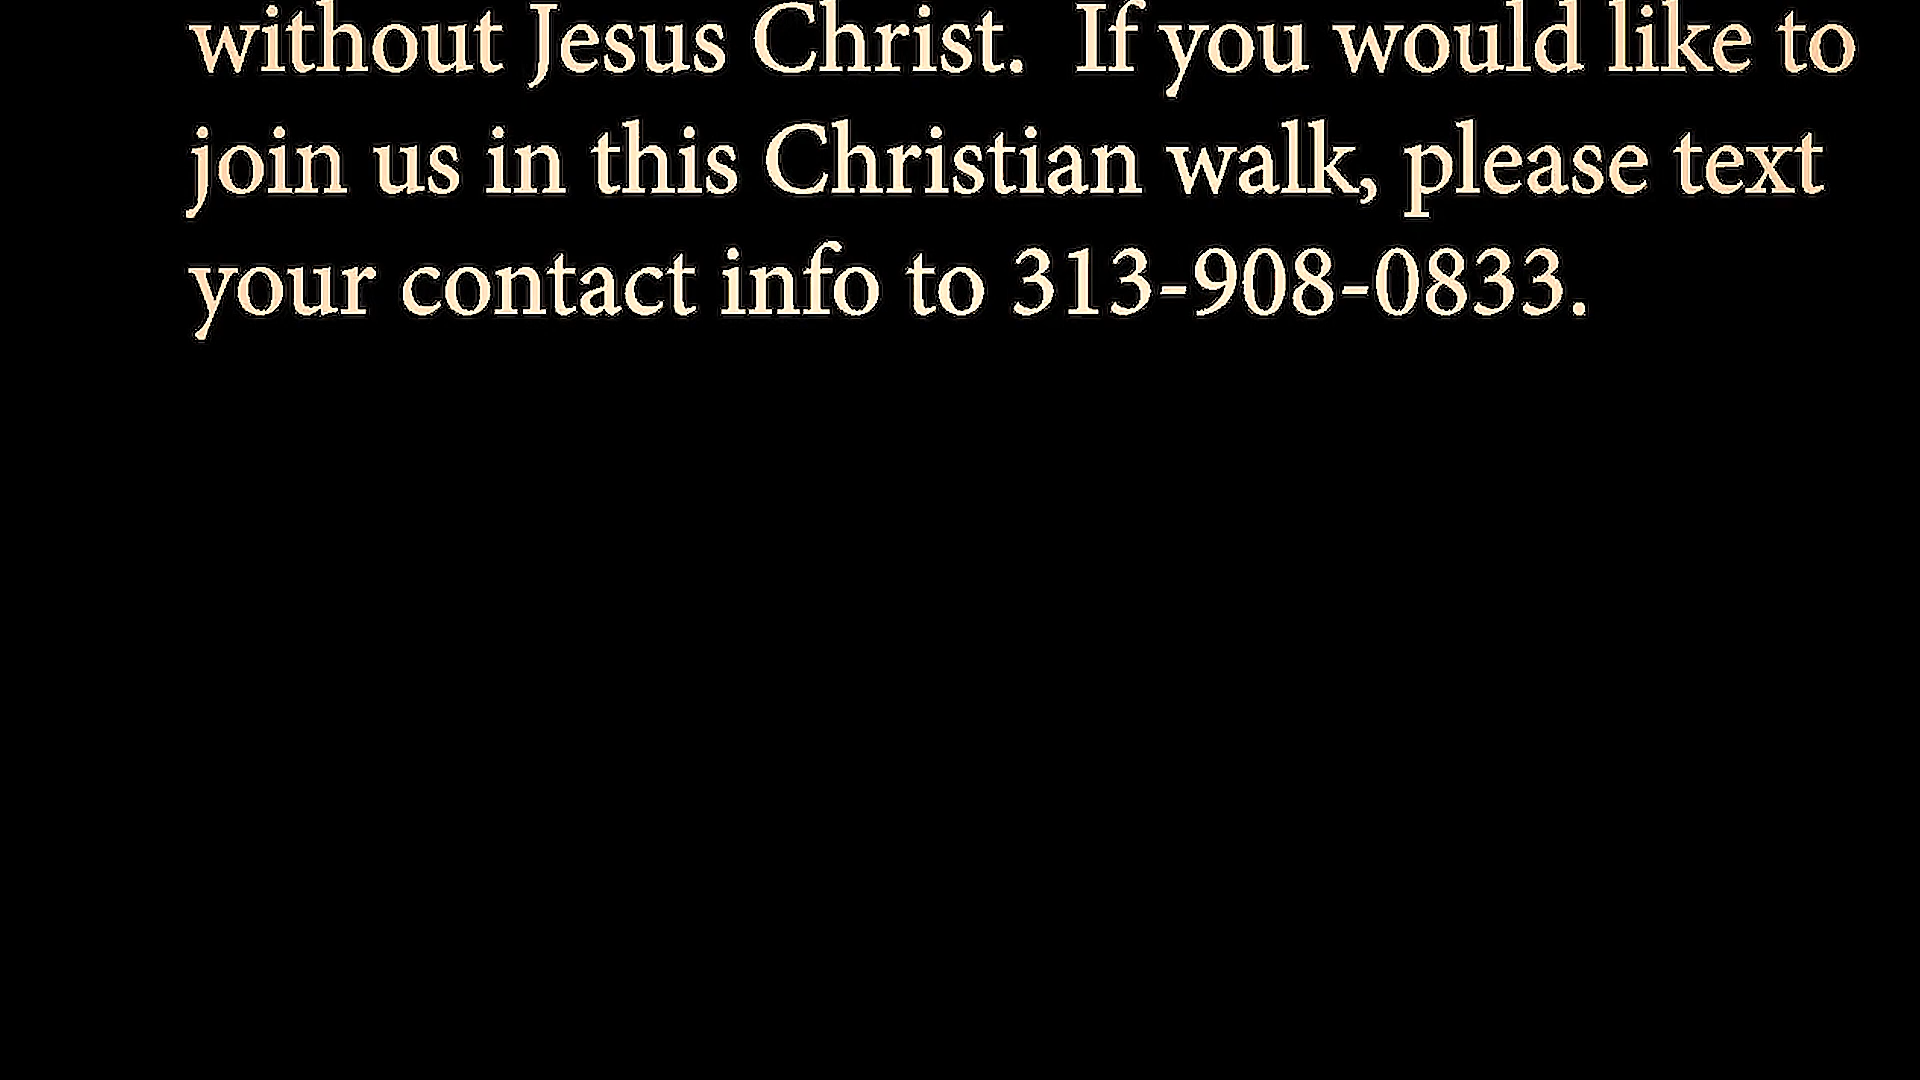 without Jesus Christ.  If you would like to
join us in this Christian walk, please text
your contact info to 313-908-0833.